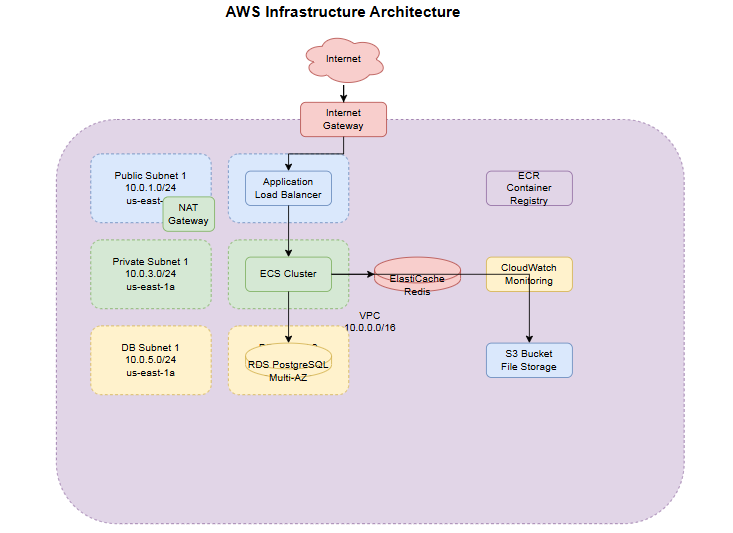 AWS Infrastructure Architecture
Internet
Internet
Gateway
Public Subnet 1
10.0.1.0/24
us-east-
NAT
Gateway
Application
Load Balancer
ECR
Container
Registry
Private Subnet 1
10.0.3.0/24
us-east-1a
ECS Cluster
ElastiCache
Redis
CloudWatch
Monitoring
VPC
10.0.0.0/16
DB Subnet 1
10.0.5.0/24
us-east-1a
RDS PostgreSQL
Multi-AZ
S3 Bucket
File Storage